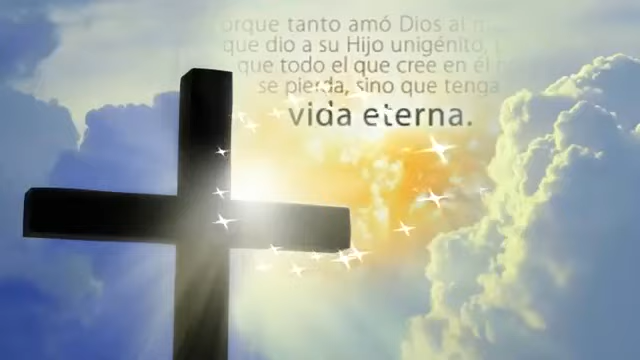 orque tanto amó Dios al
que dio a su Hijo unigénito,
que todo el que cree en él
se pierda, sino que tenga
vida eterna.